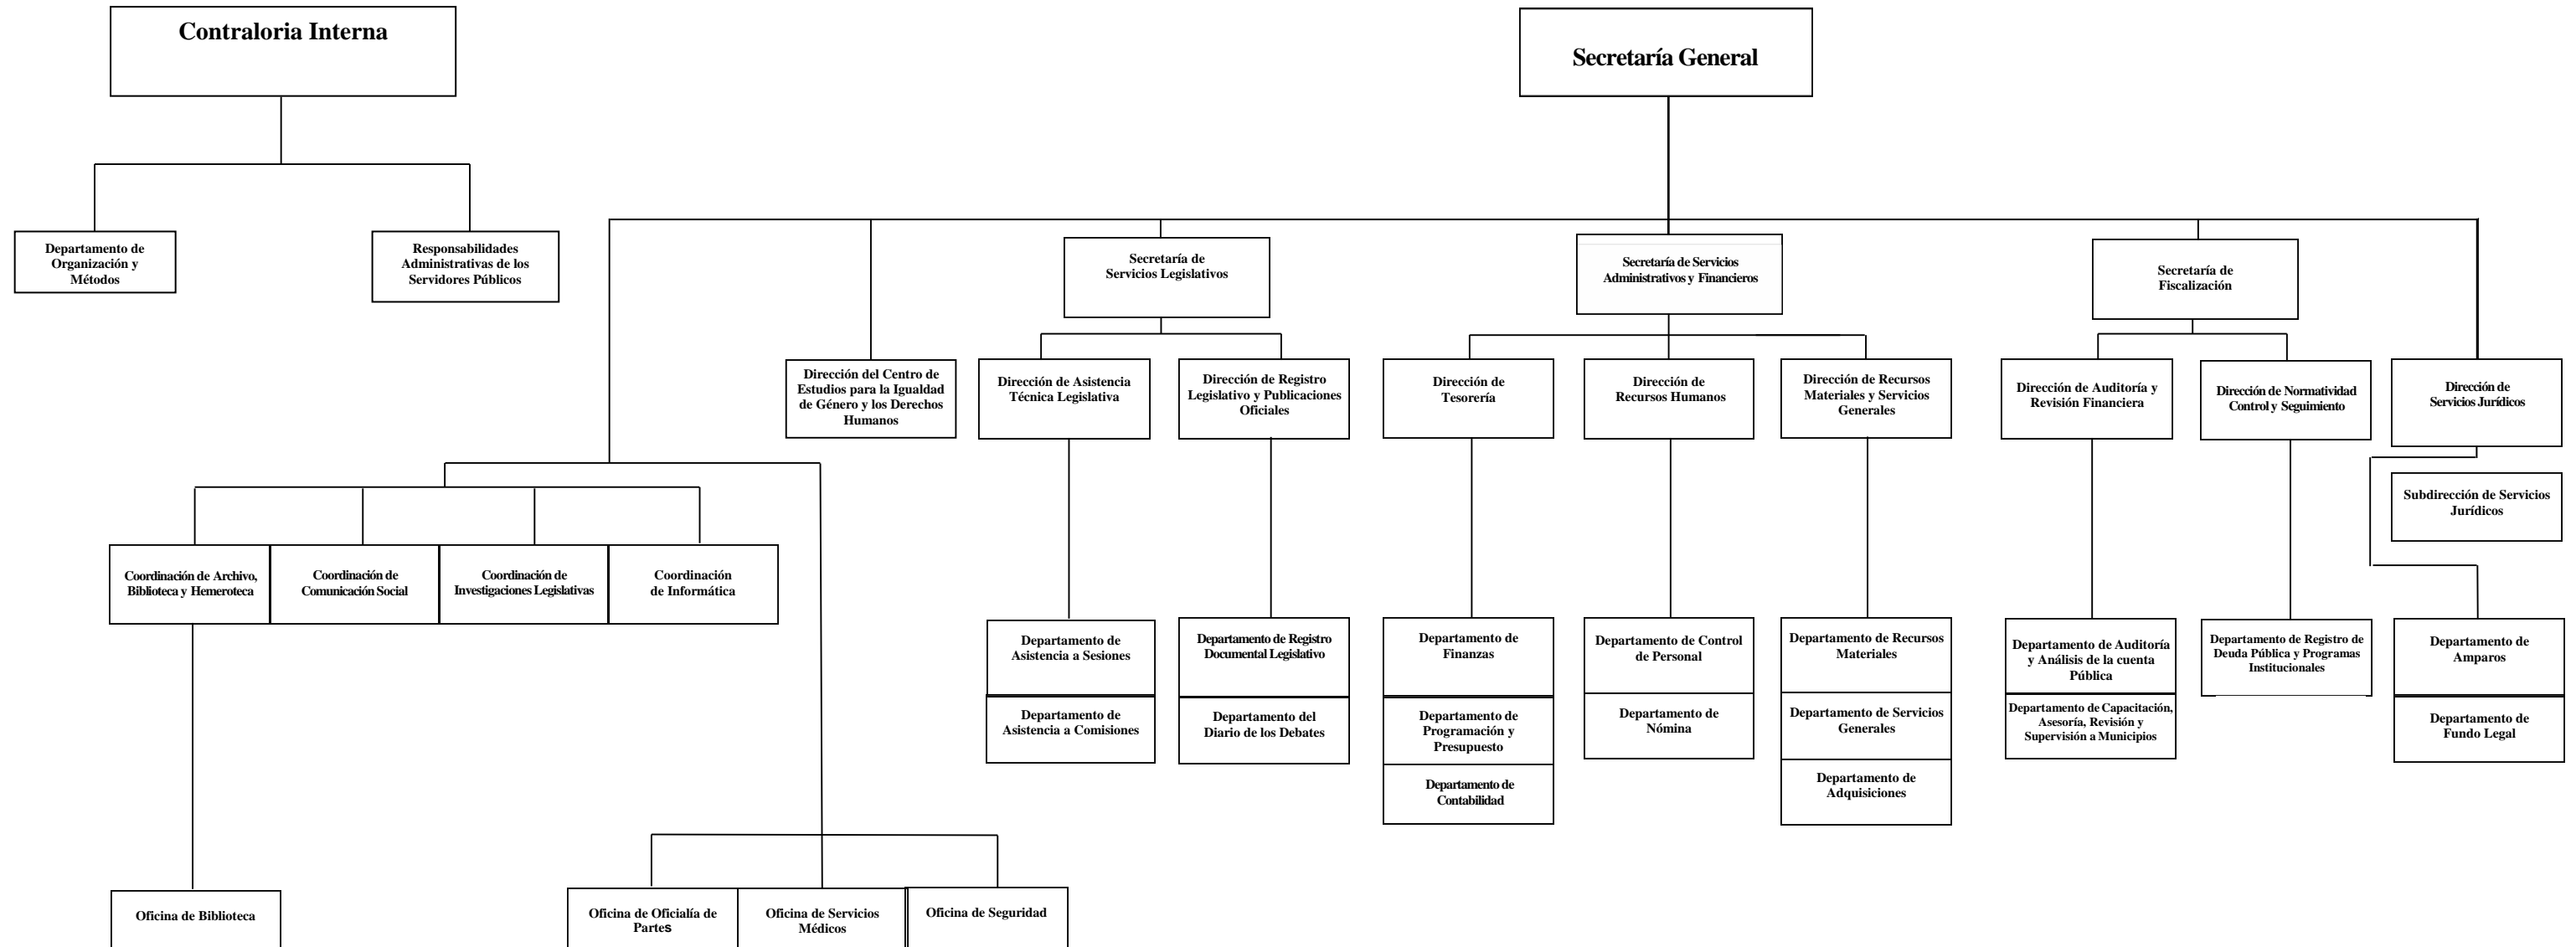 Contraloria Interna
Secretaría General
Departamento de
Organización y
Métodos
Responsabilidades
Administrativas de los
Servidores Públicos
Secretaría de
Servicios Legislativos
Secretaría de Servicios
Administrativos y Financieros
Secretaría de
Fiscalización
Dirección del Centro de
Estudios para la Igualdad
de Género y los Derechos
Humanos
Dirección de Asistencia
Técnica Legislativa
Dirección de Registro
Legislativo y Publicaciones
Oficiales
Dirección de
Tesorería
Dirección de
Recursos Humanos
Dirección de Recursos
Materiales y Servicios
Generales
Dirección de Auditoría y
Revisión Financiera
Dirección de Normatividad
Control y Seguimiento
Dirección de
Servicios Jurídicos
Subdirección de Servicios
Jurídicos
Coordinación de Archivo,
Biblioteca y Hemeroteca
Coordinación de
Comunicación Social
Coordinación de
Investigaciones Legislativas
Coordinación
de Informática
Departamento de
Asistencia a Sesiones
Departamento de
Asistencia a Comisiones
Departamento de Registro
Documental Legislativo
Departamento del
Diario de los Debates
Departamento de
Finanzas
Departamento de
Programación y
Presupuesto
Departamento de
Contabilidad
Departamento de Control
de Personal
Departamento de
Nómina
Departamento de Recursos
Materiales
Departamento de Servicios
Generales
Departamento de
Adquisiciones
Departamento de Auditoría
y Análisis de la cuenta
Pública
Departamento de Capacitación,
Asesoría, Revisión y
Supervisión a Municipios
Departamento de Registro de
Deuda Pública y Programas
Institucionales
Departamento de
Amparos
Departamento de
Fundo Legal
Oficina de Biblioteca
Oficina de Oficialía de
Partes
Oficina de Servicios
Médicos
Oficina de Seguridad